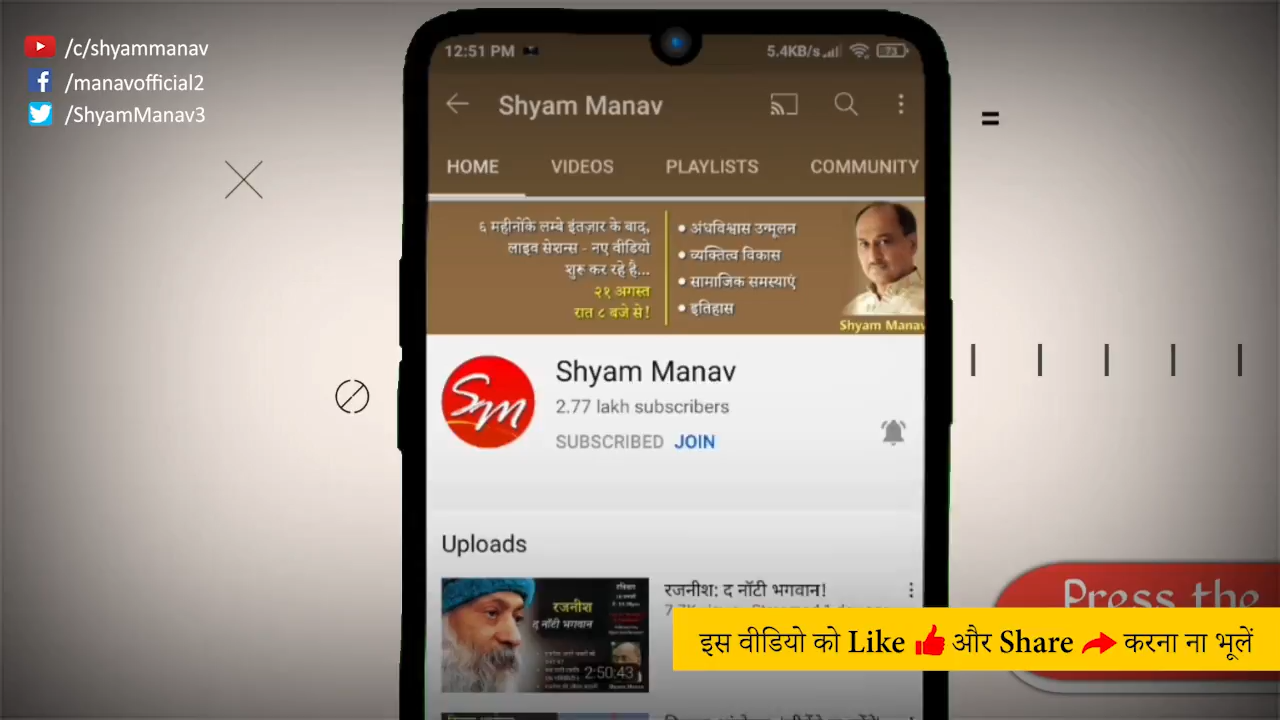 /c/shyammanav
/manavofficial2
/ShyamManav3
12:51 PM
5.4KB/s
73
Shyam Manav
HOME VIDEOS PLAYLISTS COMMUNITY
६ महीनोंके लम्बे इंतज़ार के बाद,
लाइव सेशन्स - नए वीडियो
शुरू कर रहे है...
२१ अगस्त
रात ८ बजे से!
• अंधविश्वास उन्मूलन
• व्यक्तित्व विकास
• सामाजिक समस्याएं
• इतिहास
Shyam Manav
SM
Shyam Manav
2.77 lakh subscribers
SUBSCRIBED JOIN
Uploads
रजनीश
द नॉटी भगवान
2:50:43
रजनीश: द नॉटी भगवान!
Press the
इस वीडियो को Like और Share करना ना भूलें